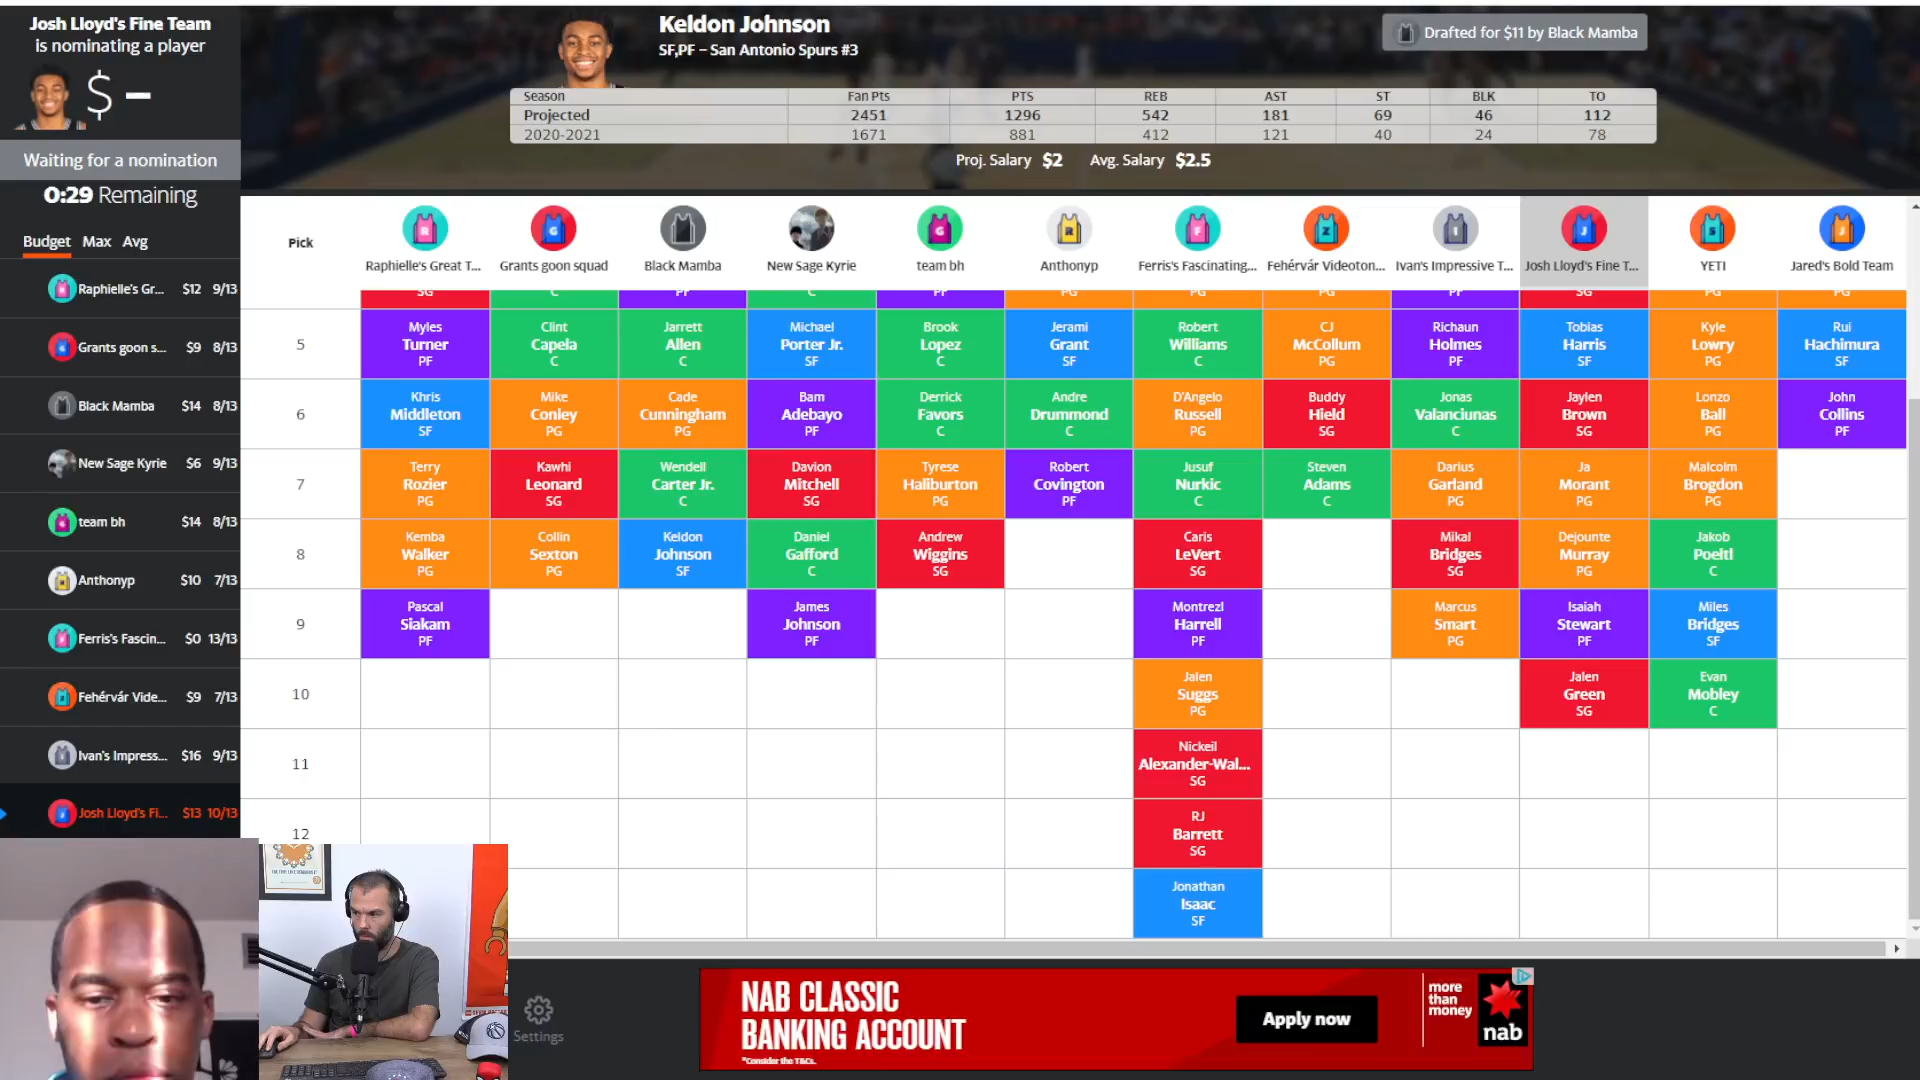 Josh Lloyd's Fine Team
is nominating a player
$ –
Waiting for a nomination
0:29 Remaining
Budget Max Avg
Raphielle's Gr... $12 9/13
Grants goon s... $9 8/13
Black Mamba $14 8/13
New Sage Kyrie $6 9/13
team bh $14 8/13
Anthonyp $10 7/13
Ferris's Fascin... $0 13/13
Fehérvár Vide... $9 7/13
Ivan's Impress... $16 9/13
Josh Lloyd's Fi... $13 10/13
Keldon Johnson
SF,PF – San Antonio Spurs #3
Drafted for $11 by Black Mamba
Season Fan Pts PTS REB AST ST BLK TO
Projected 2451 1296 542 181 69 46 112
2020-2021 1671 881 412 121 40 24 78
Proj. Salary $2 Avg. Salary $2.5
Pick
Raphielle's Great T... Grants goon squad Black Mamba New Sage Kyrie team bh Anthonyp Ferris's Fascinating... Fehérvár Videoton... Ivan's Impressive T... Josh Lloyd's Fine T... YETI Jared's Bold Team
SG C PF C PF PG PG PG PF SG PG PG
5
Myles Clint Jarrett Michael Brook Jerami Robert CJ Richaun Tobias Kyle Rui
Turner Capela Allen Porter Jr. Lopez Grant Williams McCollum Holmes Harris Lowry Hachimura
PF C C SF C SF C PG PF SF PG SF
6
Khris Mike Cade Bam Derrick Andre D'Angelo Buddy Jonas Jaylen Lonzo John
Middleton Conley Cunningham Adebayo Favors Drummond Russell Hield Valanciunas Brown Ball Collins
SF PG PG PF C C PG SG C SG PG PF
7
Terry Kawhi Wendell Davion Tyrese Robert Jusuf Steven Darius Ja Malcolm
Rozier Leonard Carter Jr. Mitchell Haliburton Covington Nurkic Adams Garland Morant Brogdon
PG SG C SG PG PF C C PG PG PG
8
Kemba Collin Keldon Daniel Andrew Caris Mikal Dejounte Jakob
Walker Sexton Johnson Gafford Wiggins LeVert Bridges Murray Poeltl
PG PG SF C SG SG SG PG C
9
Pascal James Montrezl Marcus Isaiah Miles
Siakam Johnson Harrell Smart Stewart Bridges
PF PF PF PG PF SF
10
Jalen Jalen Evan
Suggs Green Mobley
PG SG C
11
Nickeil
Alexander-Wal...
SG
12
RJ
Barrett
SG
Jonathan
Isaac
SF
Settings
NAB CLASSIC
BANKING ACCOUNT
*Consider the T&Cs.
Apply now
more
than
money
nab